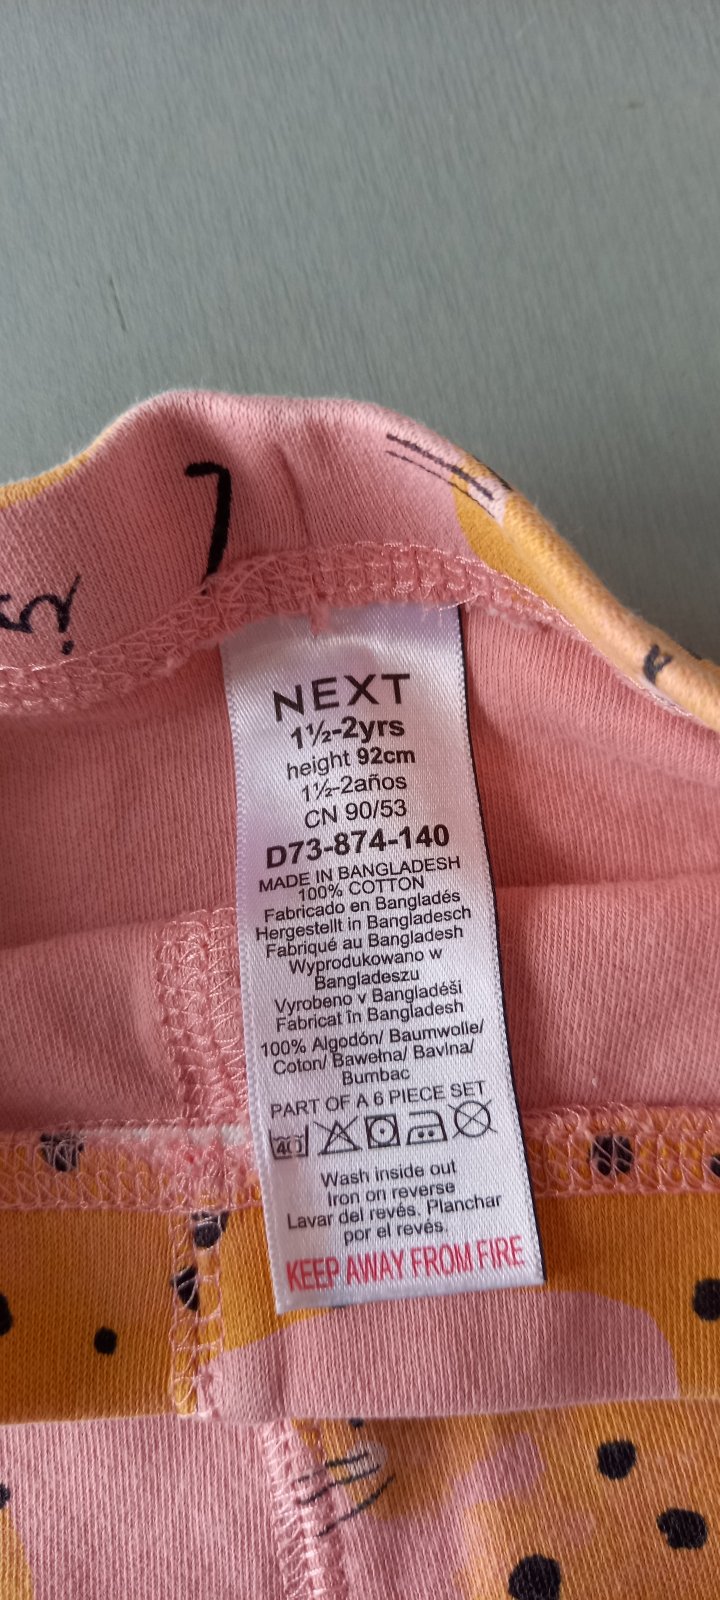 NEXT
1½-2yrs
height 92cm
1½-2años
CN 90/53
D73-874-140
MADE IN BANGLADESH
100% COTTON
Fabricado en Bangladés
Hergestellt in Bangladesch
Fabriqué au Bangladesh
Wyprodukowano w
Bangladeszu
Vyrobeno v Bangladéši
Fabricat în Bangladesh
100% Algodón/ Baumwolle/
Coton/ Bawełna/ Bavlna/
Bumbac
PART OF A 6 PIECE SET
40
Wash inside out
Iron on reverse
Lavar del revés. Planchar
por el revés.
KEEP AWAY FROM FIRE